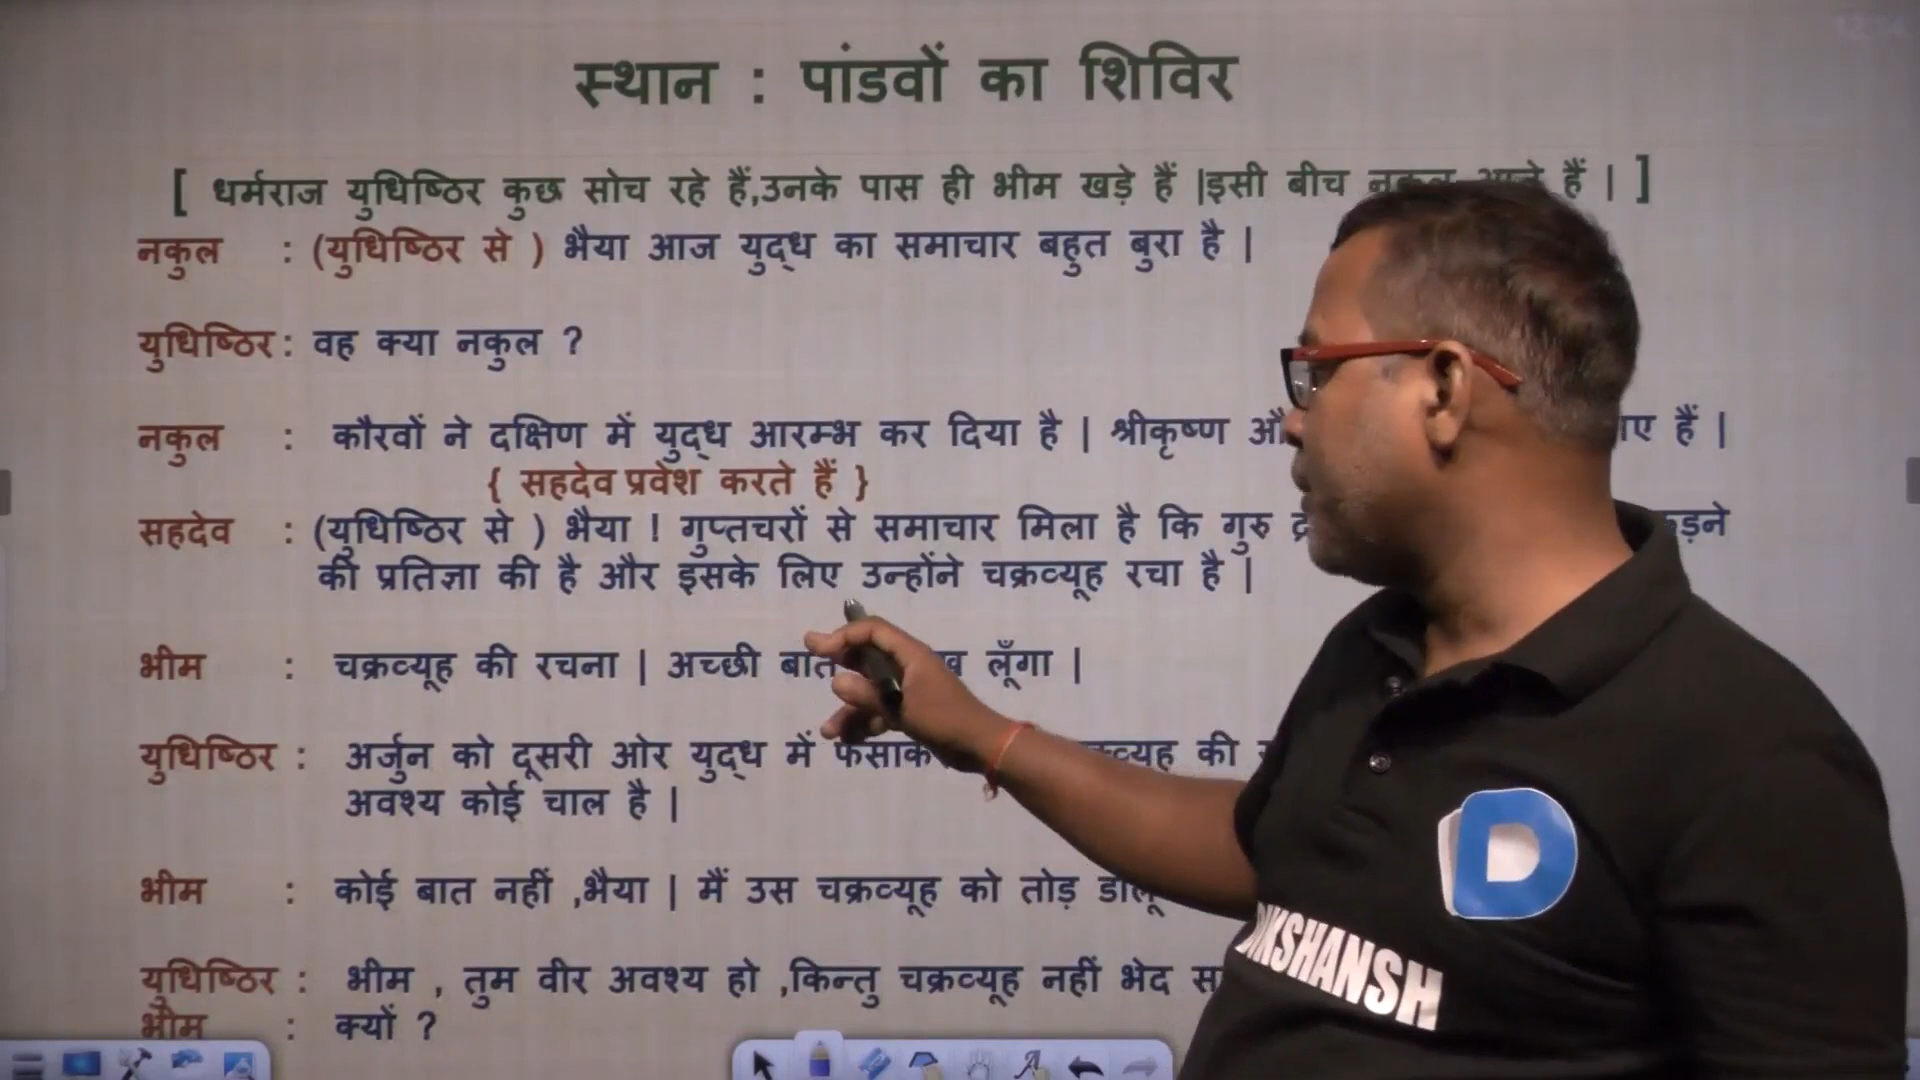 स्थान : पांडवों का शिविर
[ धर्मराज युधिष्ठिर कुछ सोच रहे हैं,उनके पास ही भीम खड़े हैं |इसी बीच हैं | ]
नकुल : (युधिष्ठिर से ) भैया आज युद्ध का समाचार बहुत बुरा है |
युधिष्ठिर : वह क्या नकुल ?
नकुल : कौरवों ने दक्षिण में युद्ध आरम्भ कर दिया है | श्रीकृष्ण हैं |
{ सहदेव प्रवेश करते हैं }
सहदेव : (युधिष्ठिर से ) भैया ! गुप्तचरों से समाचार मिला है कि गुरु
की प्रतिज्ञा की है और इसके लिए उन्होंने चक्रव्यूह रचा है |
भीम : चक्रव्यूह की रचना | अच्छी बात लूँगा |
युधिष्ठिर : अर्जुन को दूसरी ओर युद्ध में की
अवश्य कोई चाल है |
भीम : कोई बात नहीं ,भैया | मैं उस चक्रव्यूह को तोड़
युधिष्ठिर : भीम , तुम वीर अवश्य हो ,किन्तु चक्रव्यूह नहीं भेद
भीम : क्यों ?
D
DIKSHANSH